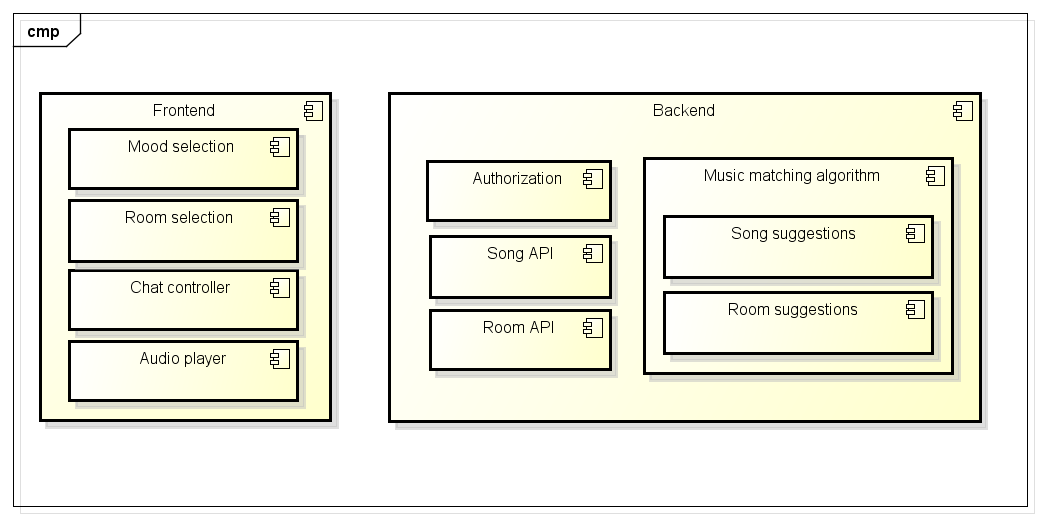 cmp
Frontend
Mood selection
Room selection
Chat controller
Audio player
Backend
Authorization
Song API
Room API
Music matching algorithm
Song suggestions
Room suggestions